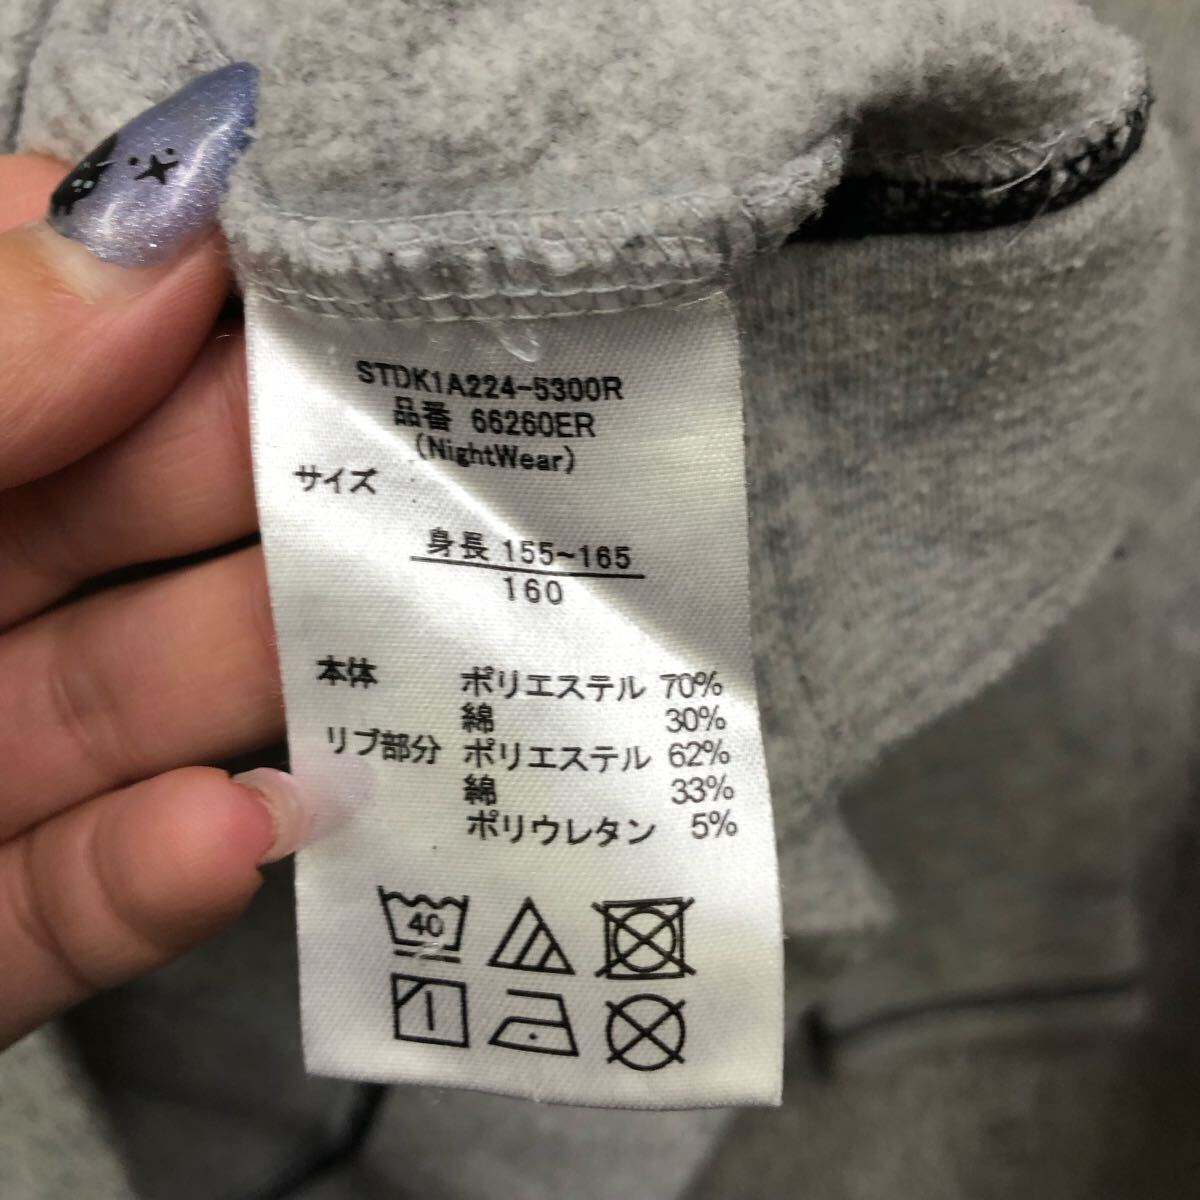 STDK1A224-5300R
品番 66260ER
(NightWear)
サイズ
身長 155~165
160
本体 ポリエステル 70%
綿 30%
リブ部分 ポリエステル 62%
綿 33%
ポリウレタン 5%
40